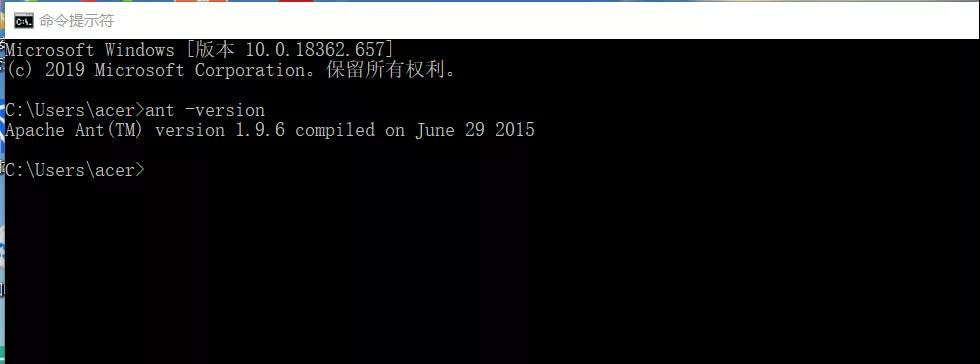 命令提示符
Microsoft Windows [版本 10.0.18362.657]
(c) 2019 Microsoft Corporation。保留所有权利。
C:\Users\acer>ant -version
Apache Ant(TM) version 1.9.6 compiled on June 29 2015
C:\Users\acer>